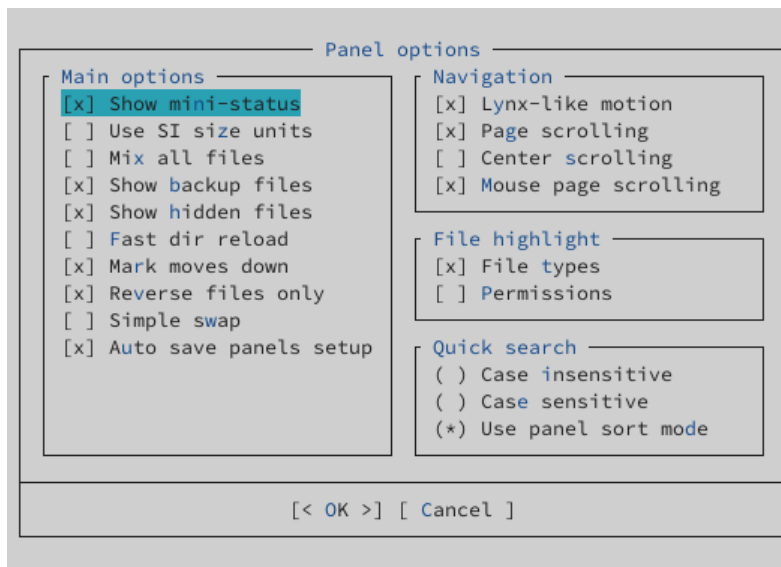 Panel options
Main options
[x] Show mini-status
[ ] Use SI size units
[ ] Mix all files
[x] Show backup files
[x] Show hidden files
[ ] Fast dir reload
[x] Mark moves down
[x] Reverse files only
[ ] Simple swap
[x] Auto save panels setup
Navigation
[x] Lynx-like motion
[x] Page scrolling
[ ] Center scrolling
[x] Mouse page scrolling
File highlight
[x] File types
[ ] Permissions
Quick search
( ) Case insensitive
( ) Case sensitive
(*) Use panel sort mode
[< OK >] [ Cancel ]